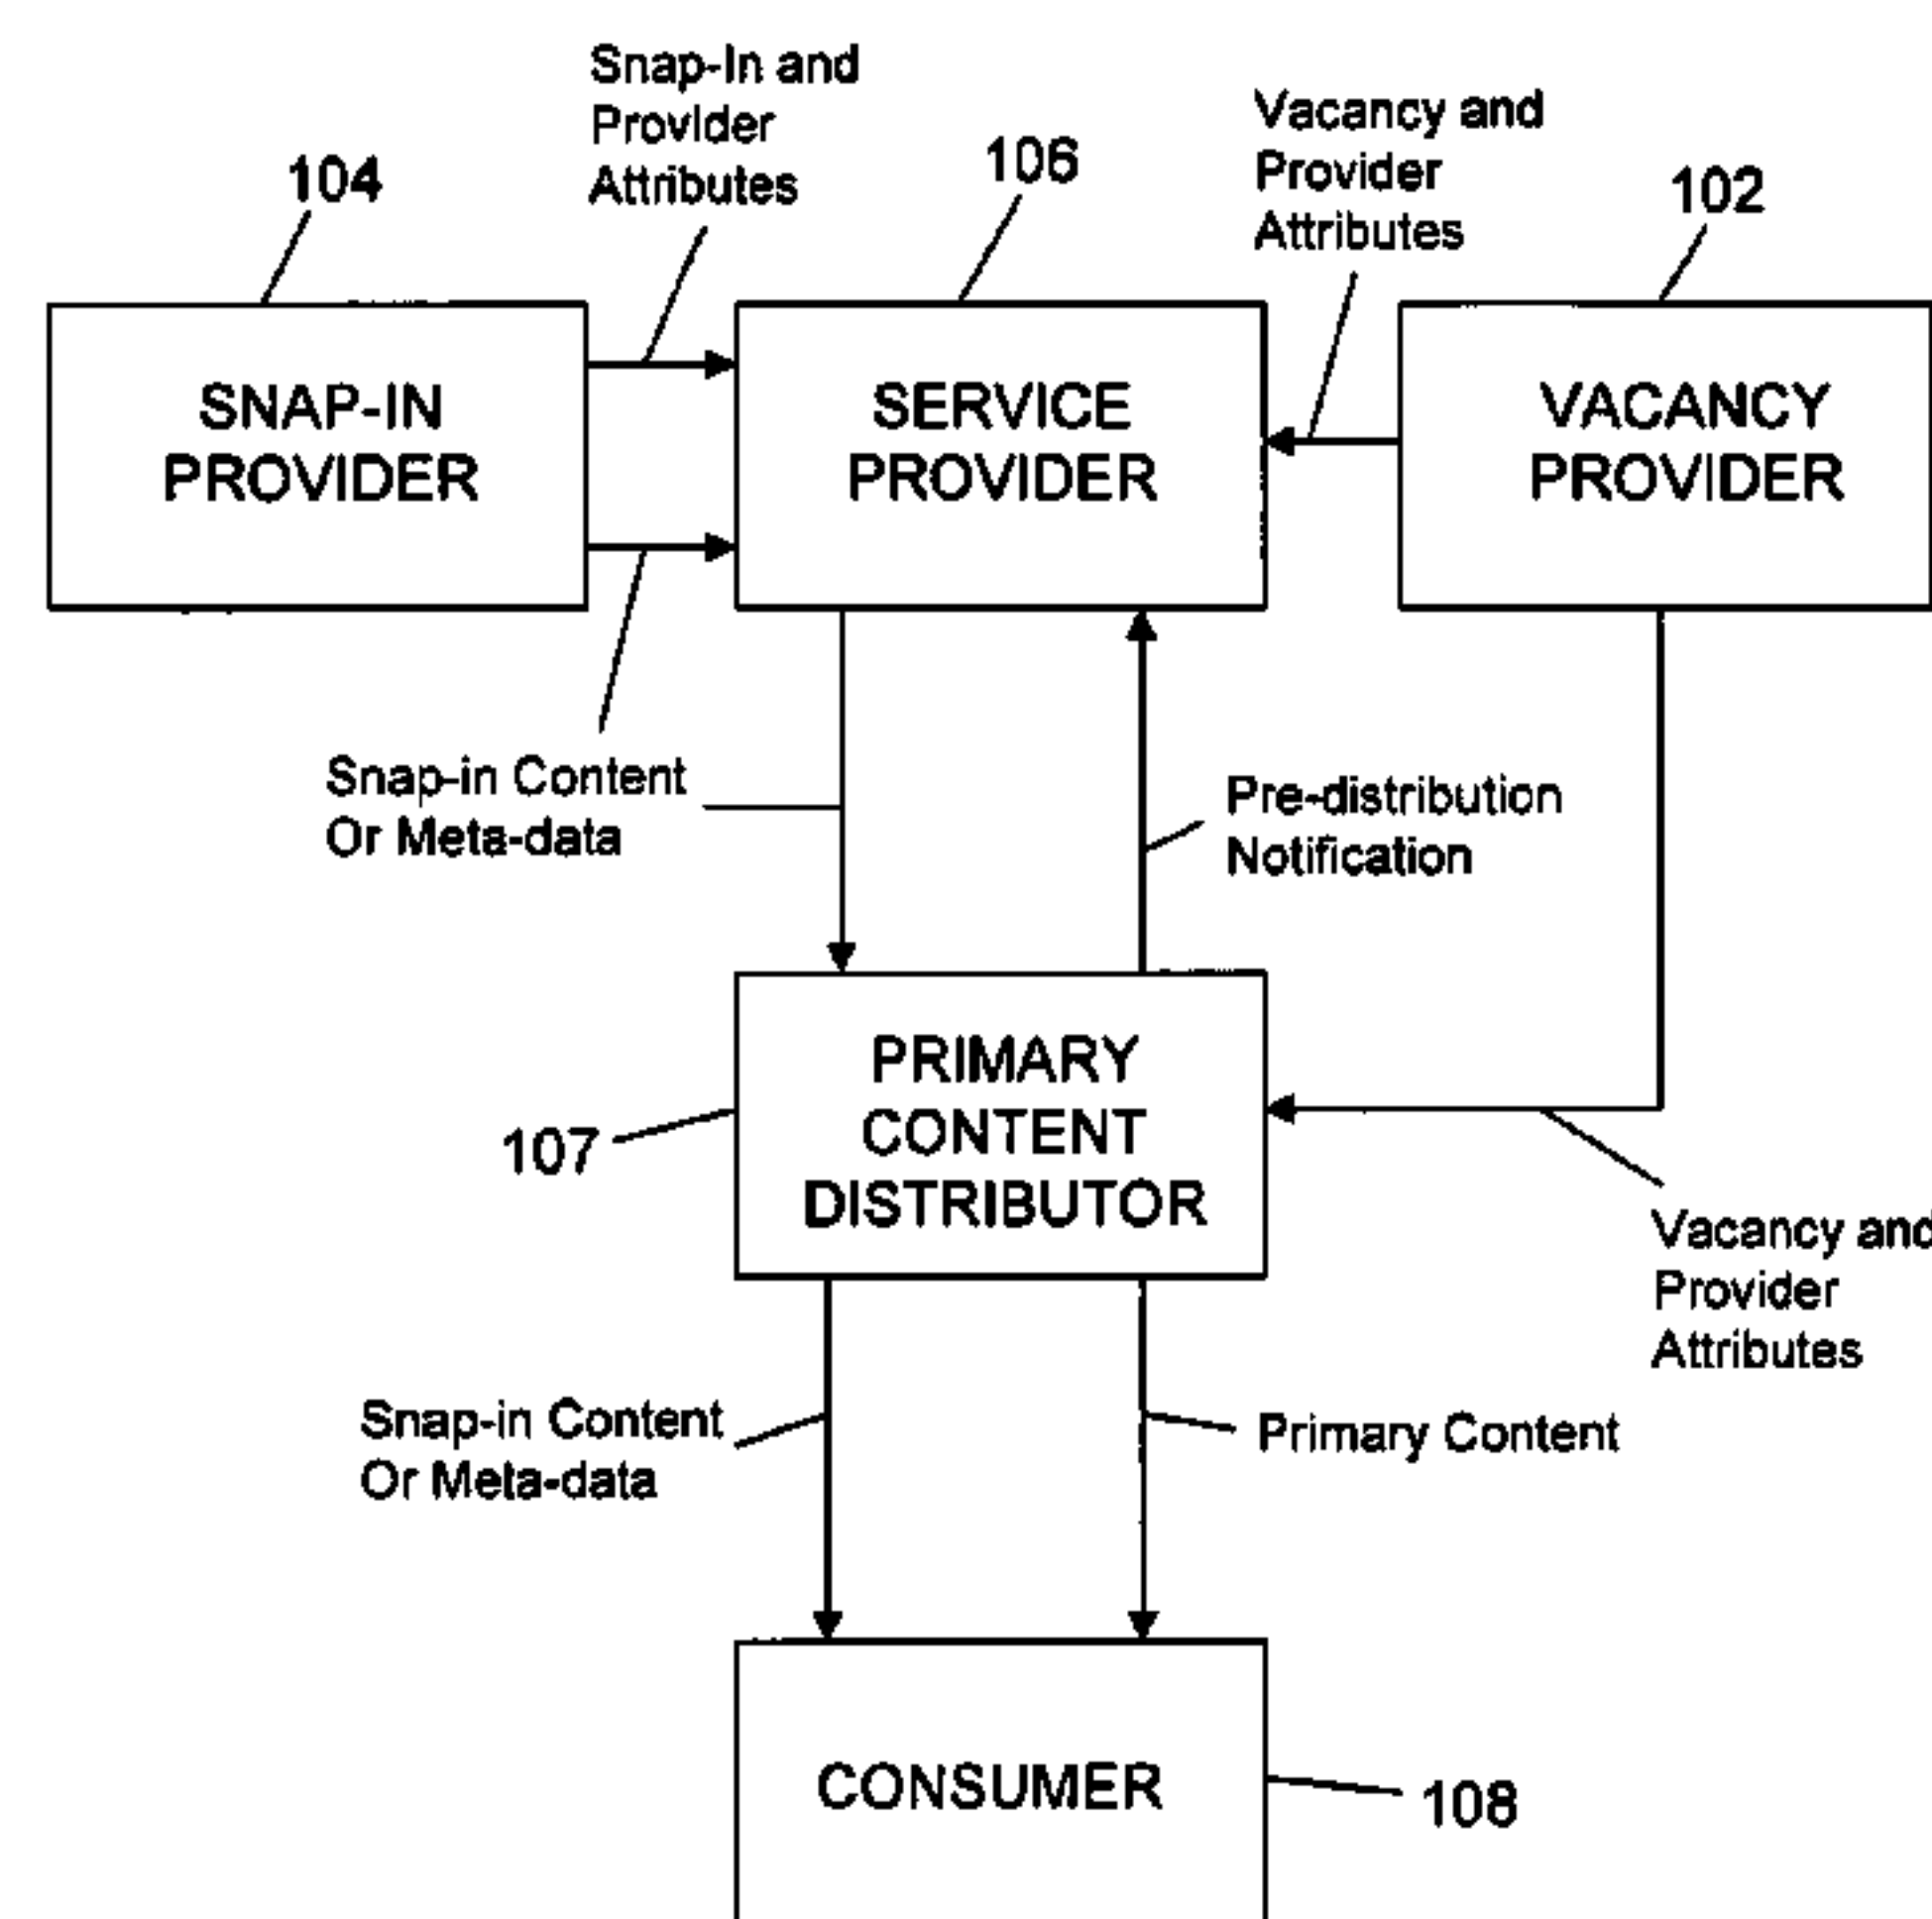 Snap-In and
Provider
Attributes
Vacancy and
Provider
Attributes
104
106
102
SNAP-IN
PROVIDER
SERVICE
PROVIDER
VACANCY
PROVIDER
Snap-in Content
Or Meta-data
Pre-distribution
Notification
PRIMARY
CONTENT
DISTRIBUTOR
107
Vacancy and
Provider
Attributes
Snap-in Content
Or Meta-data
Primary Content
CONSUMER
108